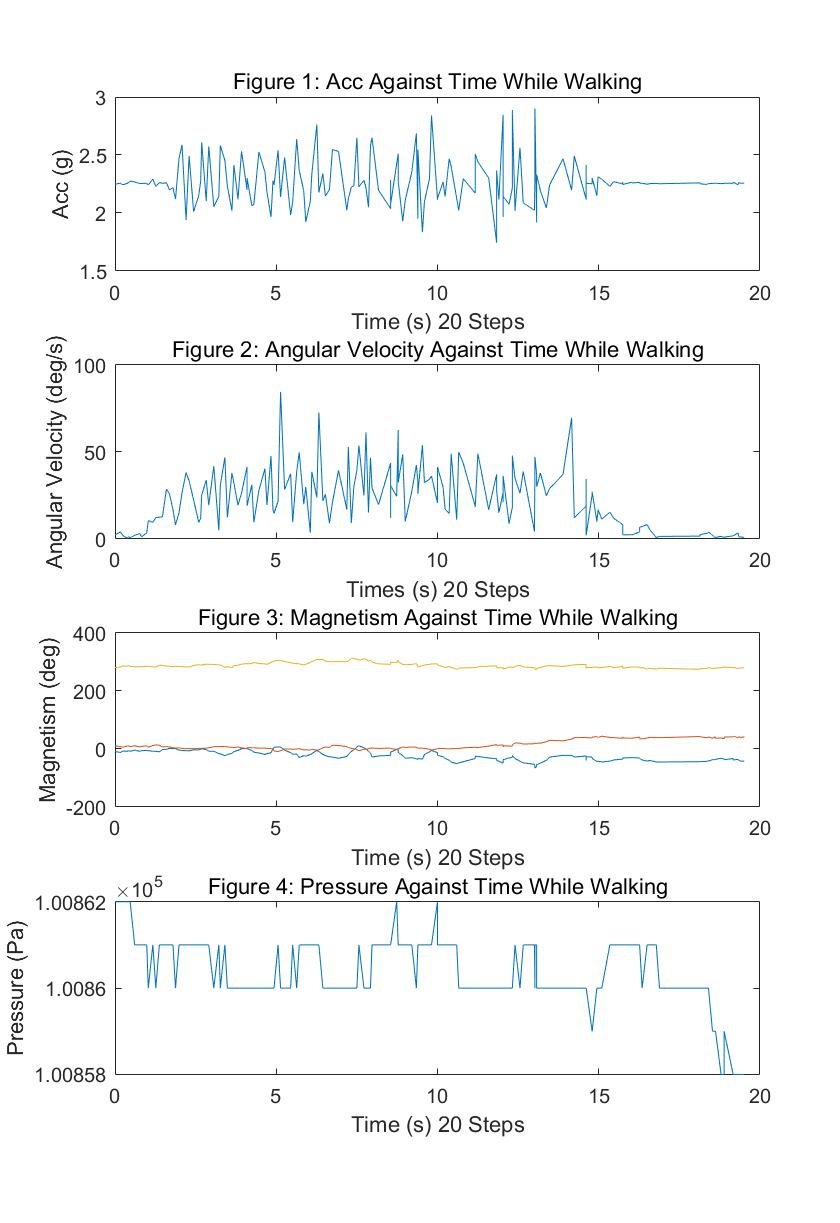 Figure 1: Acc Against Time While Walking
3
2.5
2
1.5
Acc (g)
0 5 10 15 20
Time (s) 20 Steps
Figure 2: Angular Velocity Against Time While Walking
100
50
0
Angular Velocity (deg/s)
0 5 10 15 20
Times (s) 20 Steps
Figure 3: Magnetism Against Time While Walking
400
200
0
-200
Magnetism (deg)
0 5 10 15 20
Time (s) 20 Steps
×10⁵ Figure 4: Pressure Against Time While Walking
1.00862
1.0086
1.00858
Pressure (Pa)
0 5 10 15 20
Time (s) 20 Steps